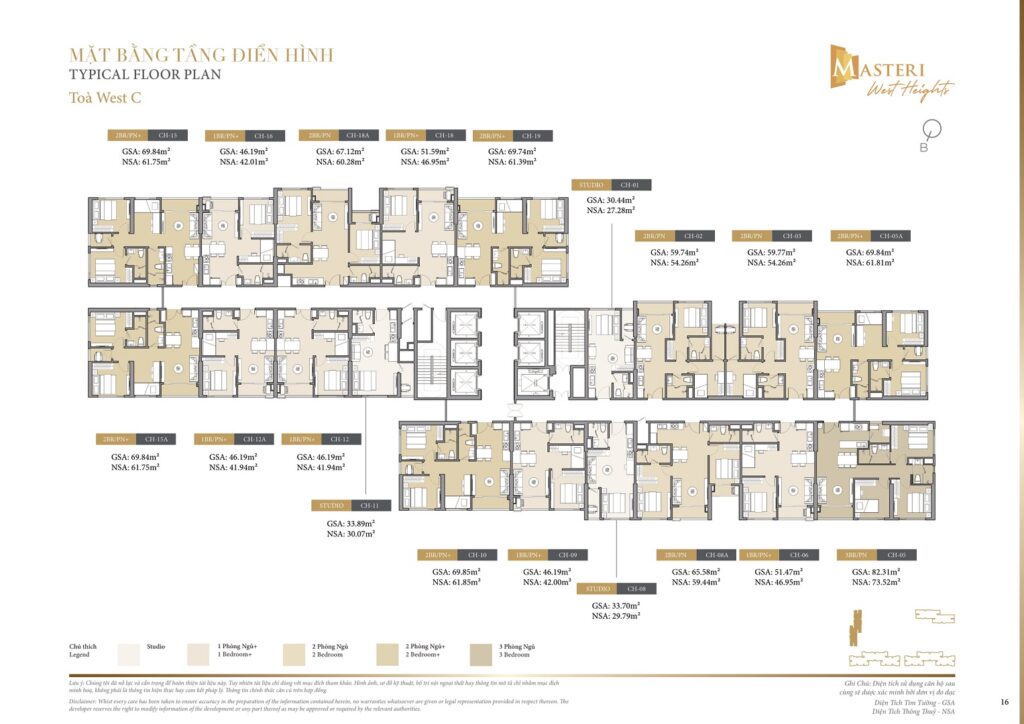 MẶT BẰNG TẦNG ĐIỂN HÌNH
TYPICAL FLOOR PLAN
Toà West C
MASTERI
West Heights
B
2BR/PN+ CH-15
GSA: 69.84m²
NSA: 61.75m²
1BR/PN+ CH-16
GSA: 46.19m²
NSA: 42.01m²
2BR/PN CH-18A
GSA: 67.12m²
NSA: 60.28m²
1BR/PN+ CH-18
GSA: 51.59m²
NSA: 46.95m²
2BR/PN+ CH-19
GSA: 69.74m²
NSA: 61.39m²
STUDIO CH-01
GSA: 30.44m²
NSA: 27.28m²
2BR/PN CH-02
GSA: 59.74m²
NSA: 54.26m²
2BR/PN CH-03
GSA: 59.77m²
NSA: 54.26m²
2BR/PN+ CH-05A
GSA: 69.84m²
NSA: 61.81m²
2BR/PN+ CH-15A
GSA: 69.84m²
NSA: 61.75m²
1BR/PN+ CH-12A
GSA: 46.19m²
NSA: 41.94m²
1BR/PN+ CH-12
GSA: 46.19m²
NSA: 41.94m²
STUDIO CH-11
GSA: 33.89m²
NSA: 30.07m²
2BR/PN+ CH-10
GSA: 69.85m²
NSA: 61.85m²
1BR/PN+ CH-09
GSA: 46.19m²
NSA: 42.00m²
STUDIO CH-08
GSA: 33.70m²
NSA: 29.79m²
2BR/PN CH-08A
GSA: 65.58m²
NSA: 59.44m²
1BR/PN+ CH-06
GSA: 51.47m²
NSA: 46.95m²
3BR/PN CH-05
GSA: 82.31m²
NSA: 73.52m²
Chú thích
Legend
Studio
1 Phòng Ngủ+
1 Bedroom+
2 Phòng Ngủ
2 Bedroom
2 Phòng Ngủ+
2 Bedroom+
3 Phòng Ngủ
3 Bedroom
Lưu ý: Chúng tôi đã nỗ lực và cẩn trọng để hoàn thiện tài liệu này. Tuy nhiên tài liệu chỉ dùng với mục đích tham khảo. Hình ảnh, sơ đồ kỹ thuật, bố trí nội ngoại thất hay thông tin mô tả chỉ nhằm mục đích
minh hoạ, không phải là thông tin hiện thực hay cam kết pháp lý. Thông tin chính thức căn cứ trên hợp đồng.
Disclaimer: Whilst every care has been taken to ensure accuracy in the preparation of the information contained herein, no warranties whatsoever are given or legal representation provided in respect thereon. The
developer reserves the right to modify information of the development or any part thereof as may be approved or required by the relevant authorities.
Ghi Chú: Diện tích sử dụng căn hộ sau
cùng sẽ được xác minh bởi đơn vị đo đạc
Diện Tích Tim Tường - GSA
Diện Tích Thông Thuỷ - NSA
16